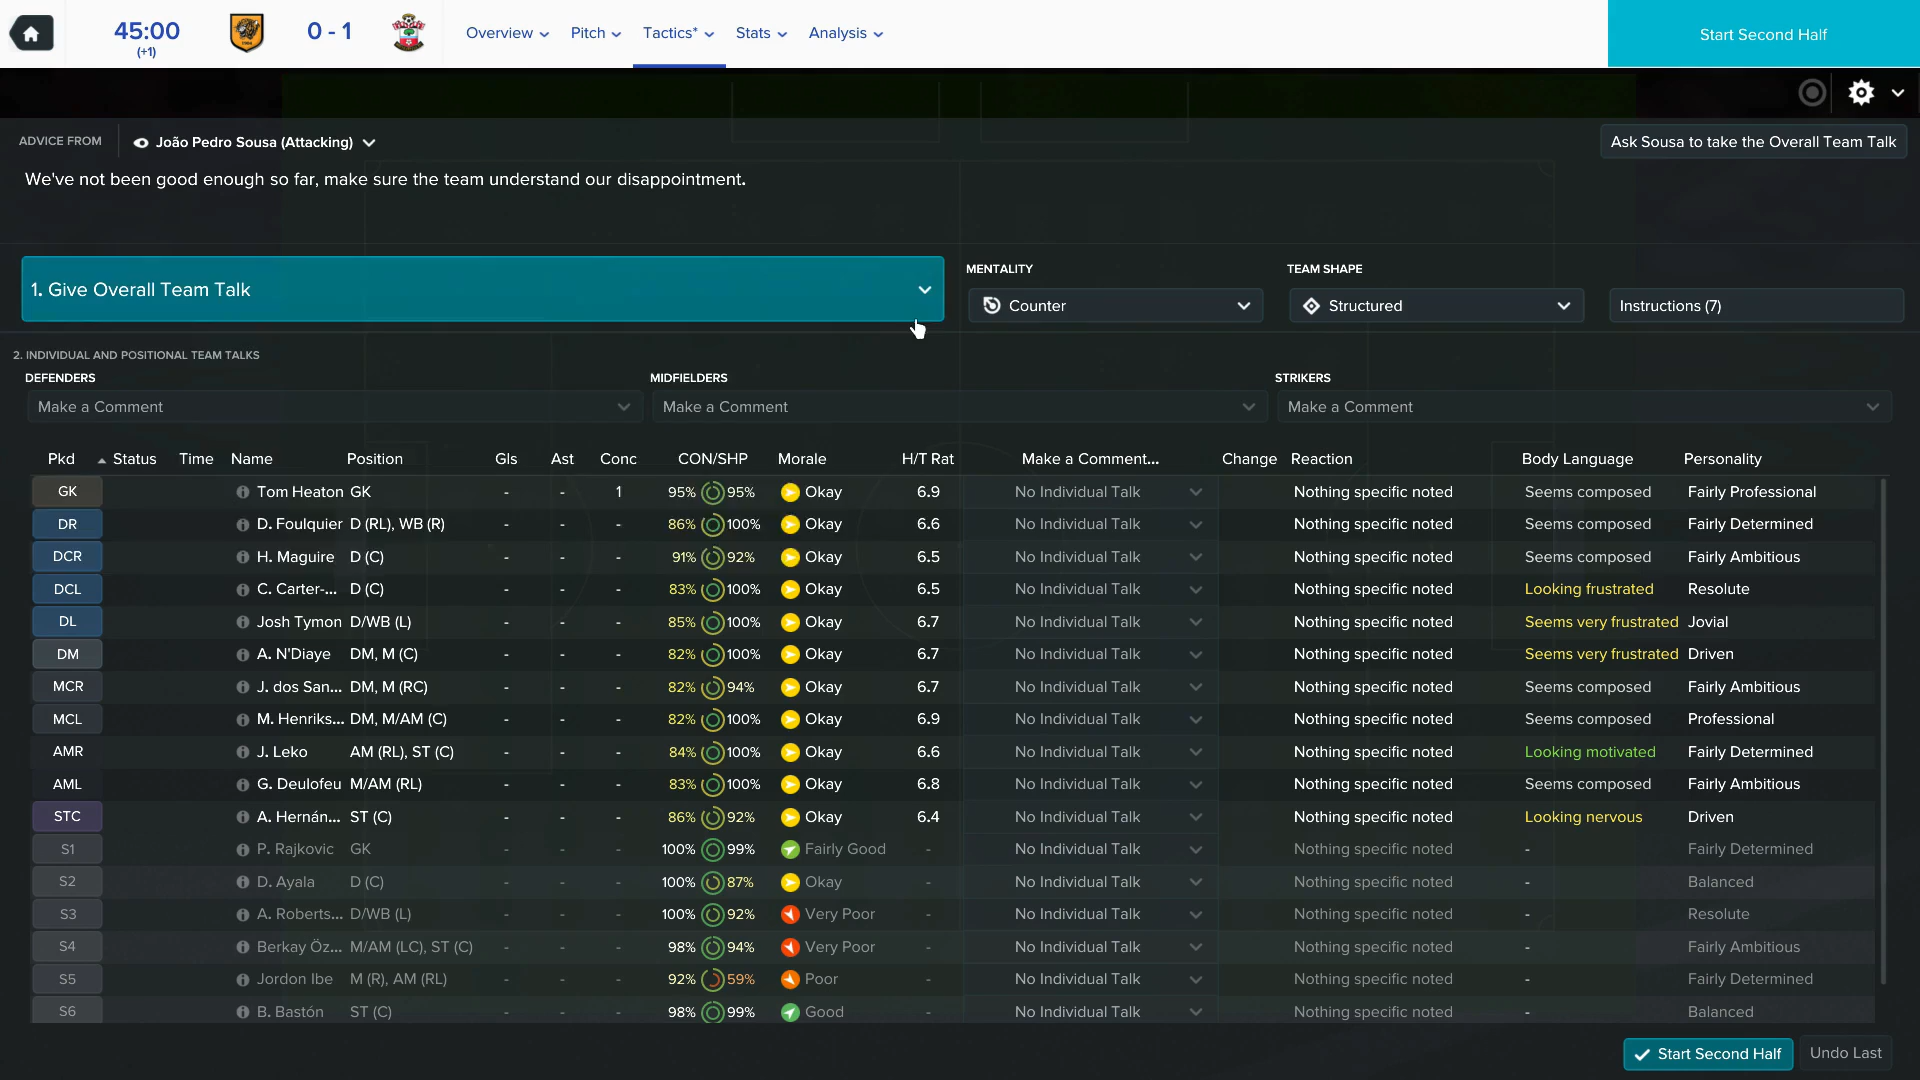 45:00
(+1)
0 - 1
Overview
Pitch
Tactics*
Stats
Analysis
Start Second Half
ADVICE FROM
João Pedro Sousa (Attacking)
Ask Sousa to take the Overall Team Talk
We've not been good enough so far, make sure the team understand our disappointment.
1. Give Overall Team Talk
MENTALITY
Counter
TEAM SHAPE
Structured
Instructions (7)
2. INDIVIDUAL AND POSITIONAL TEAM TALKS
DEFENDERS
MIDFIELDERS
STRIKERS
Make a Comment
Make a Comment
Make a Comment
Pkd Status Time Name Position Gls Ast Conc CON/SHP Morale H/T Rat Make a Comment... Change Reaction Body Language Personality
GK Tom Heaton GK - - 1 95% 95% Okay 6.9 No Individual Talk Nothing specific noted Seems composed Fairly Professional
DR D. Foulquier D (RL), WB (R) - - - 86% 100% Okay 6.6 No Individual Talk Nothing specific noted Seems composed Fairly Determined
DCR H. Maguire D (C) - - - 91% 92% Okay 6.5 No Individual Talk Nothing specific noted Seems composed Fairly Ambitious
DCL C. Carter-... D (C) - - - 83% 100% Okay 6.5 No Individual Talk Nothing specific noted Looking frustrated Resolute
DL Josh Tymon D/WB (L) - - - 85% 100% Okay 6.7 No Individual Talk Nothing specific noted Seems very frustrated Jovial
DM A. N'Diaye DM, M (C) - - - 82% 100% Okay 6.7 No Individual Talk Nothing specific noted Seems very frustrated Driven
MCR J. dos San... DM, M (RC) - - - 82% 94% Okay 6.7 No Individual Talk Nothing specific noted Seems composed Fairly Ambitious
MCL M. Henriks... DM, M/AM (C) - - - 82% 100% Okay 6.9 No Individual Talk Nothing specific noted Seems composed Professional
AMR J. Leko AM (RL), ST (C) - - - 84% 100% Okay 6.6 No Individual Talk Nothing specific noted Looking motivated Fairly Determined
AML G. Deulofeu M/AM (RL) - - - 83% 100% Okay 6.8 No Individual Talk Nothing specific noted Seems composed Fairly Ambitious
STC A. Hernán... ST (C) - - - 86% 92% Okay 6.4 No Individual Talk Nothing specific noted Looking nervous Driven
S1 P. Rajkovic GK - - - 100% 99% Fairly Good - No Individual Talk Nothing specific noted - Fairly Determined
S2 D. Ayala D (C) - - - 100% 87% Okay - No Individual Talk Nothing specific noted - Balanced
S3 A. Roberts... D/WB (L) - - - 100% 92% Very Poor - No Individual Talk Nothing specific noted - Resolute
S4 Berkay Öz... M/AM (LC), ST (C) - - - 98% 94% Very Poor - No Individual Talk Nothing specific noted - Fairly Ambitious
S5 Jordon Ibe M (R), AM (RL) - - - 92% 59% Poor - No Individual Talk Nothing specific noted - Fairly Determined
S6 B. Bastón ST (C) - - - 98% 99% Good - No Individual Talk Nothing specific noted - Balanced
Start Second Half
Undo Last